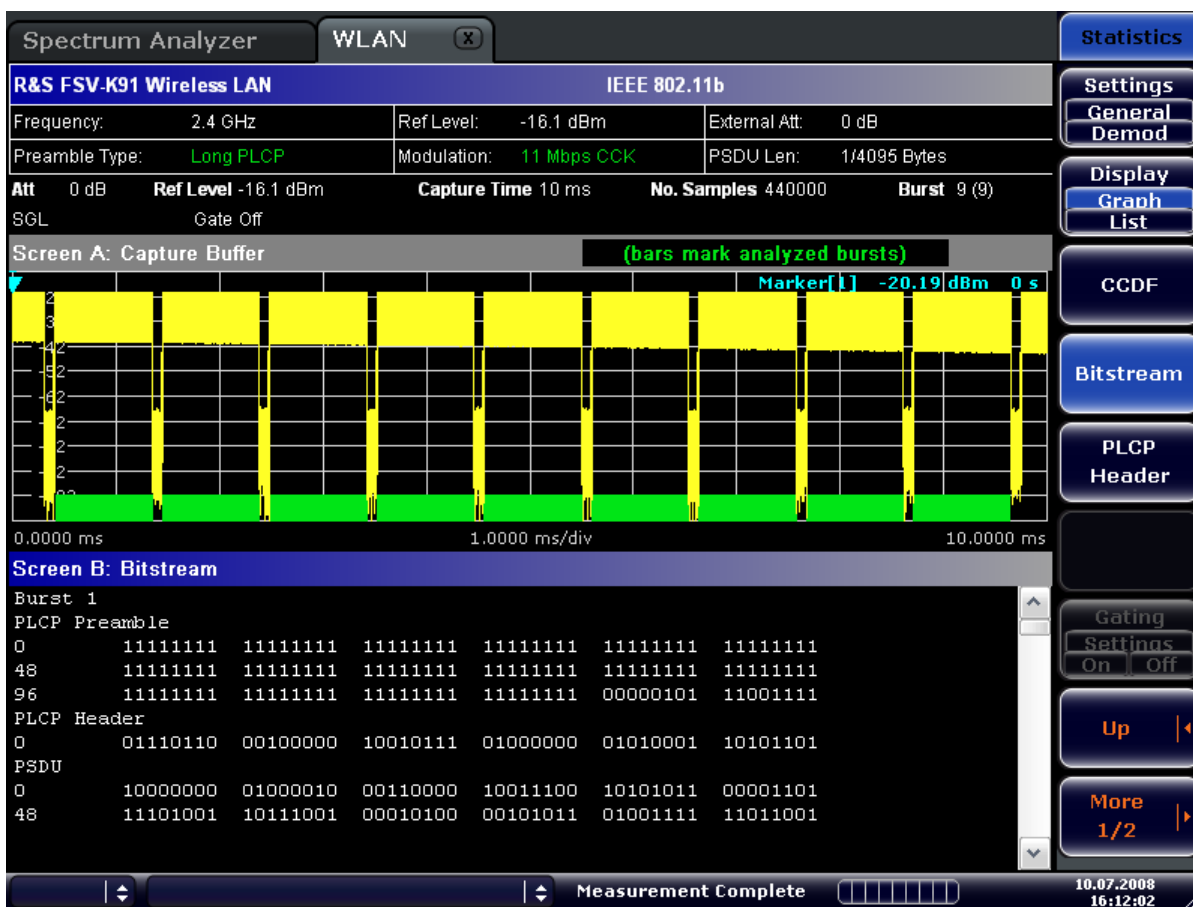 Spectrum Analyzer WLAN X Statistics
R&S FSV-K91 Wireless LAN IEEE 802.11b
Frequency: 2.4 GHz Ref Level: -16.1 dBm External Att: 0 dB
Preamble Type: Long PLCP Modulation: 11 Mbps CCK PSDU Len: 1/4095 Bytes
Att 0 dB Ref Level -16.1 dBm Capture Time 10 ms No. Samples 440000 Burst 9 (9)
SGL Gate Off
Screen A: Capture Buffer (bars mark analyzed bursts)
Marker[1] -20.19 dBm 0 s
-52
0.0000 ms 1.0000 ms/div 10.0000 ms
Screen B: Bitstream
Burst 1
PLCP Preamble
0 11111111 11111111 11111111 11111111 11111111 11111111
48 11111111 11111111 11111111 11111111 11111111 11111111
96 11111111 11111111 11111111 11111111 00000101 11001111
PLCP Header
0 01110110 00100000 10010111 01000000 01010001 10101101
PSDU
0 10000000 01000010 00110000 10011100 10101011 00001101
48 11101001 10111001 00010100 00101011 01001111 11011001
Settings
General
Demod
Display
Graph
List
CCDF
Bitstream
PLCP
Header
Gating
Settings
On Off
Up
More
1/2
Measurement Complete
10.07.2008
16:12:02